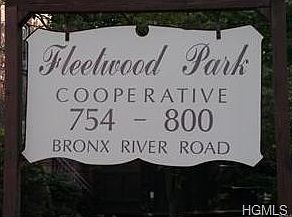 Fleetwood Park
COOPERATIVE
754 - 800
BRONX RIVER ROAD
HGMLS